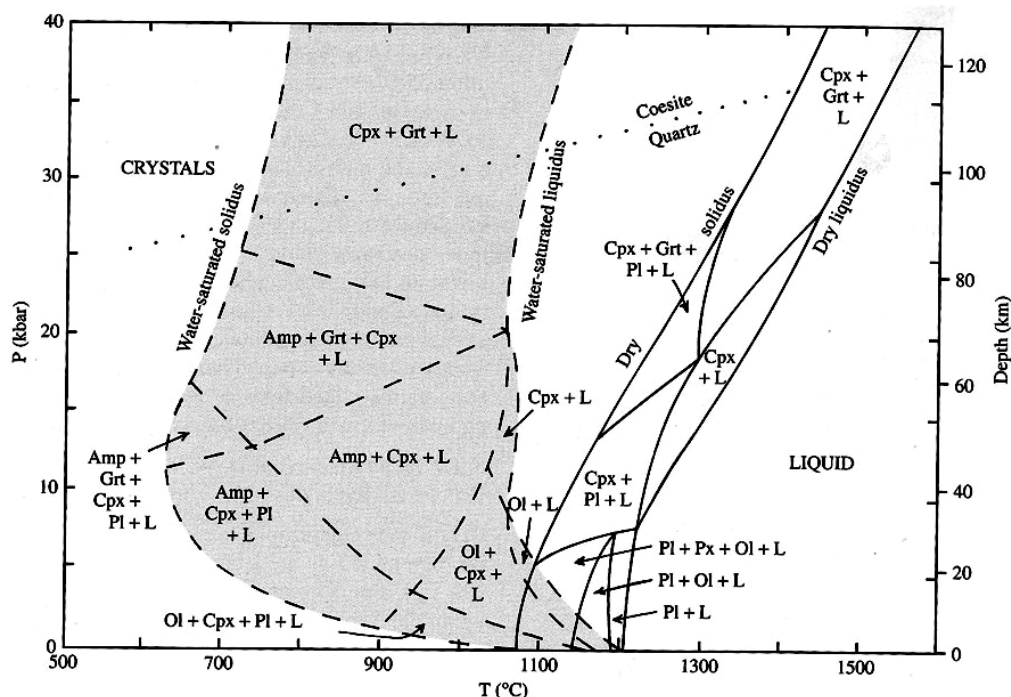 40
30
20
10
0
P (kbar)
500
700
900
1100
1300
1500
T (°C)
120
100
80
60
40
20
0
Depth (km)
CRYSTALS
Water-saturated solidus
Cpx + Grt + L
Water-saturated liquidus
Coesite
Quartz
Cpx +
Grt +
L
Dry
solidus
Dry liquidus
Cpx + Grt +
Pl + L
Amp + Grt + Cpx
+ L
Cpx
+ L
Cpx + L
Amp +
Grt +
Cpx +
Pl + L
Amp + Cpx + L
LIQUID
Amp +
Cpx + Pl
+ L
Cpx +
Pl + L
Ol + L
Ol +
Cpx +
L
Pl + Px + Ol + L
Pl + Ol + L
Pl + L
Ol + Cpx + Pl + L